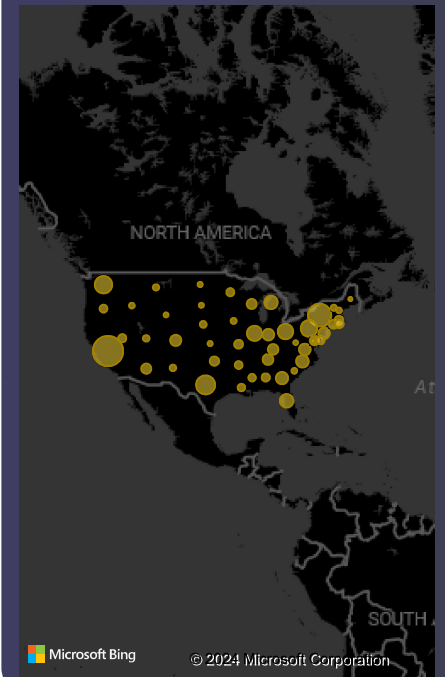 NORTH AMERICA
At
SOUTH A
Microsoft Bing
© 2024 Microsoft Corporation